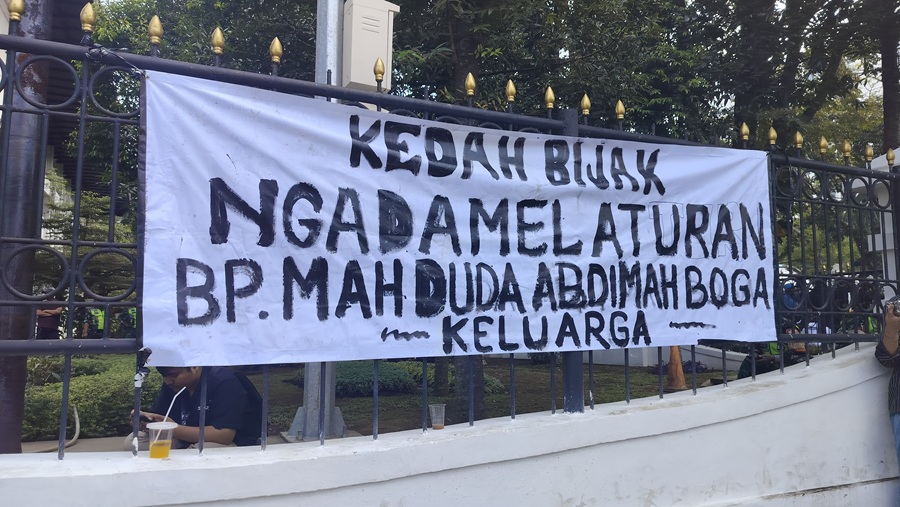 KEDAH BIJAK
NGADAMEL ATURAN
BP. MAH DUDA ABDIMAH BOGA
KELUARGA